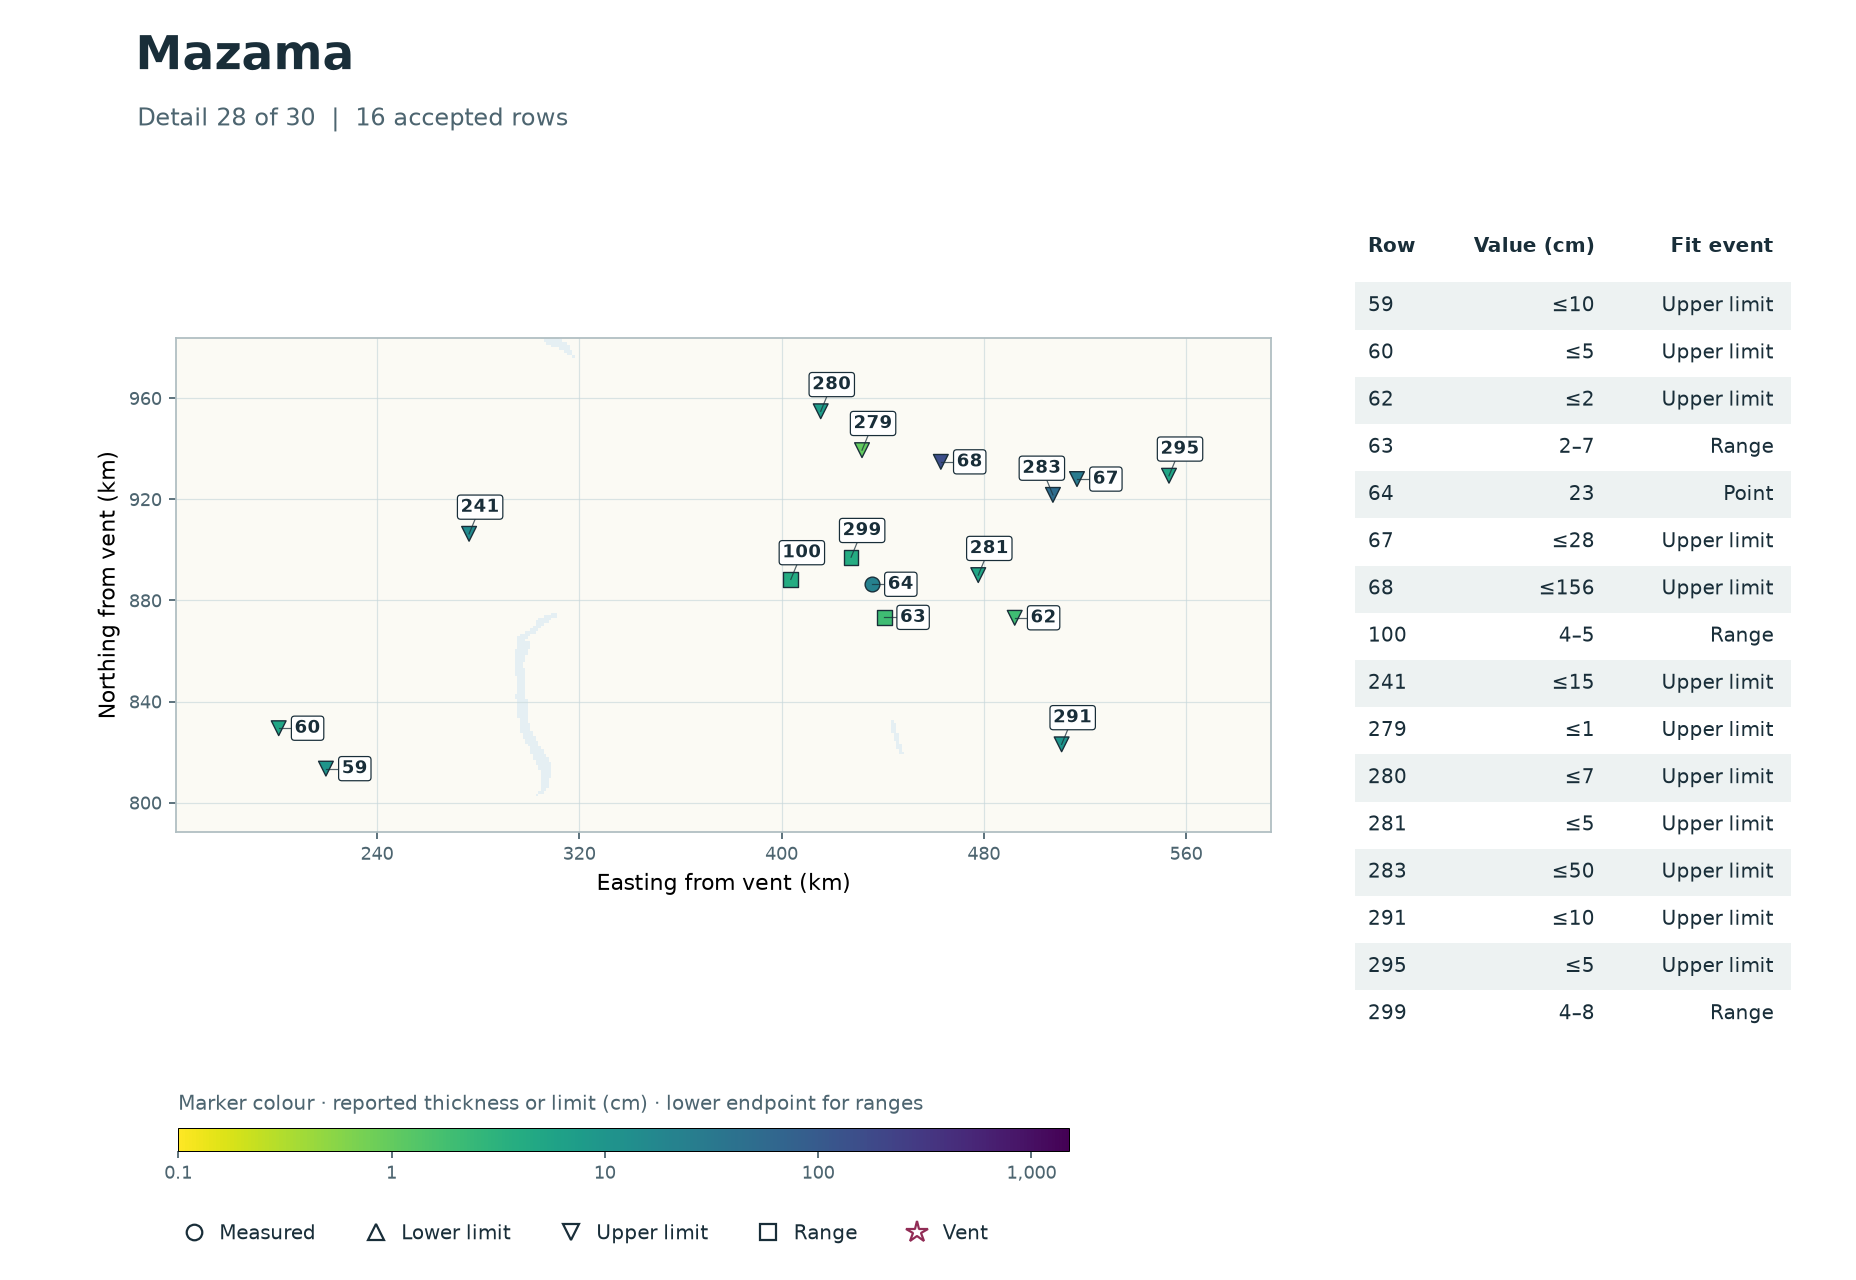 Mazama
Detail 28 of 30 | 16 accepted rows
Row Value (cm) Fit event
59 ≤10 Upper limit
60 ≤5 Upper limit
62 ≤2 Upper limit
63 2–7 Range
64 23 Point
67 ≤28 Upper limit
68 ≤156 Upper limit
100 4–5 Range
241 ≤15 Upper limit
279 ≤1 Upper limit
280 ≤7 Upper limit
281 ≤5 Upper limit
283 ≤50 Upper limit
291 ≤10 Upper limit
295 ≤5 Upper limit
299 4–8 Range
Northing from vent (km)
960
920
880
840
800
280
279
68
283
67
295
241
299
100
281
64
63
62
60
59
291
240 320 400 480 560
Easting from vent (km)
Marker colour · reported thickness or limit (cm) · lower endpoint for ranges
0.1 1 10 100 1,000
Measured Lower limit Upper limit Range Vent